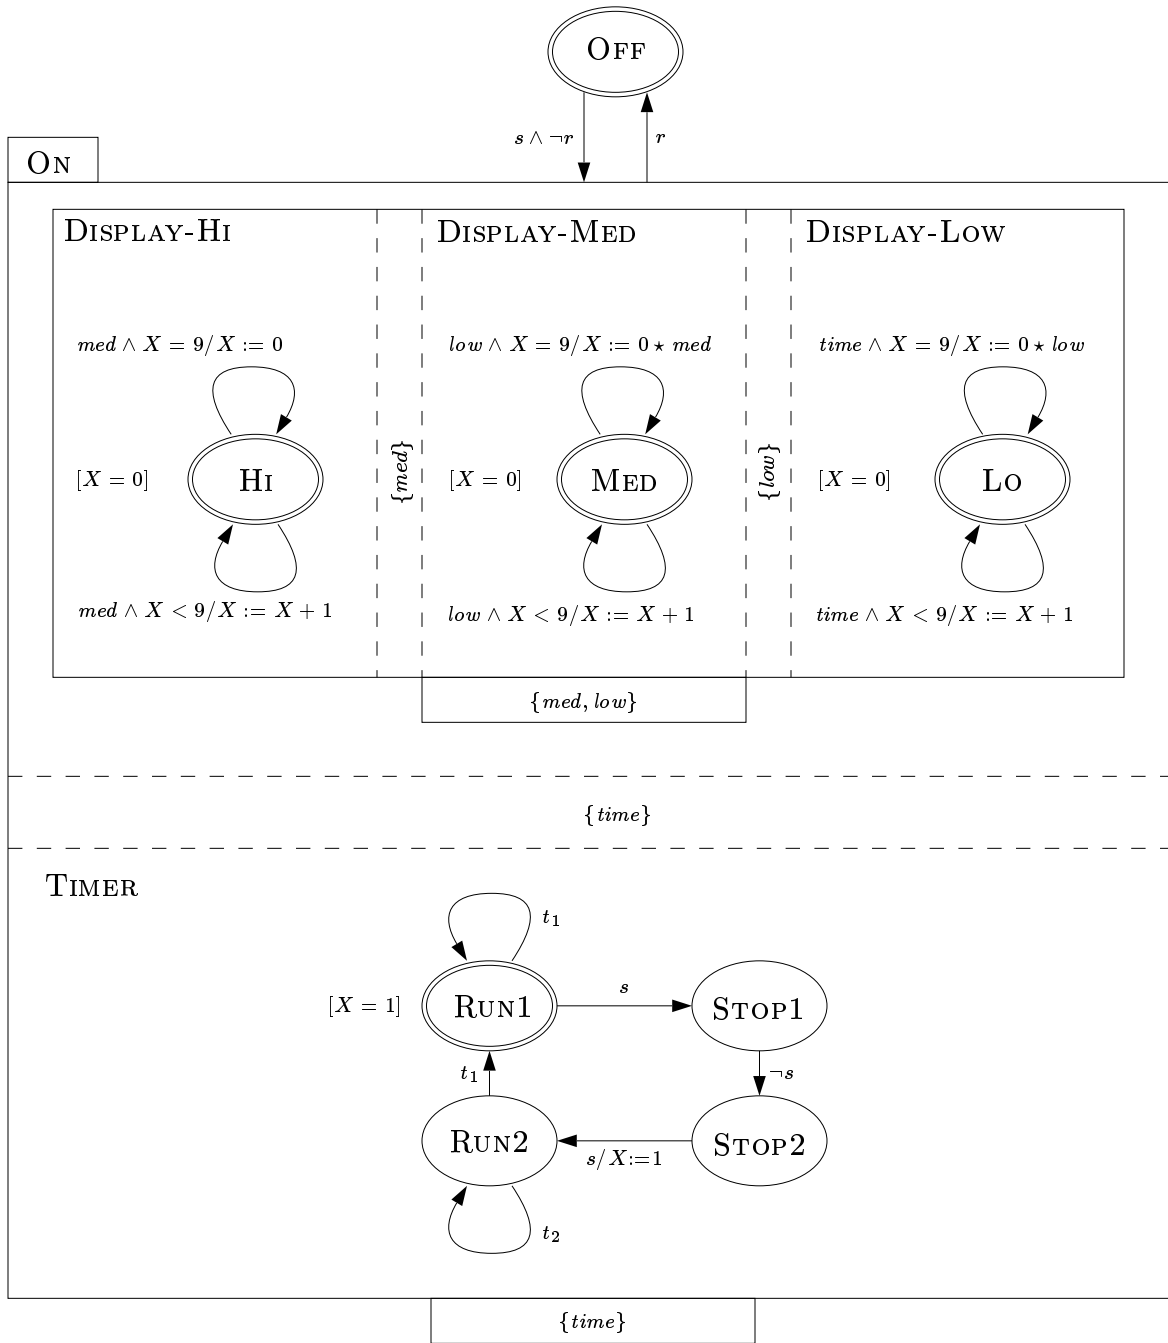 OFF
s ∧ ¬r
r
ON
DISPLAY-HI
DISPLAY-MED
DISPLAY-LOW
med ∧ X = 9/X := 0
low ∧ X = 9/X := 0 ⋆ med
time ∧ X = 9/X := 0 ⋆ low
[X = 0]
HI
{med}
[X = 0]
MED
{low}
[X = 0]
LO
med ∧ X < 9/X := X + 1
low ∧ X < 9/X := X + 1
time ∧ X < 9/X := X + 1
{med, low}
{time}
TIMER
t₁
[X = 1]
RUN1
s
STOP1
t₁
¬s
RUN2
s/X:=1
STOP2
t₂
{time}